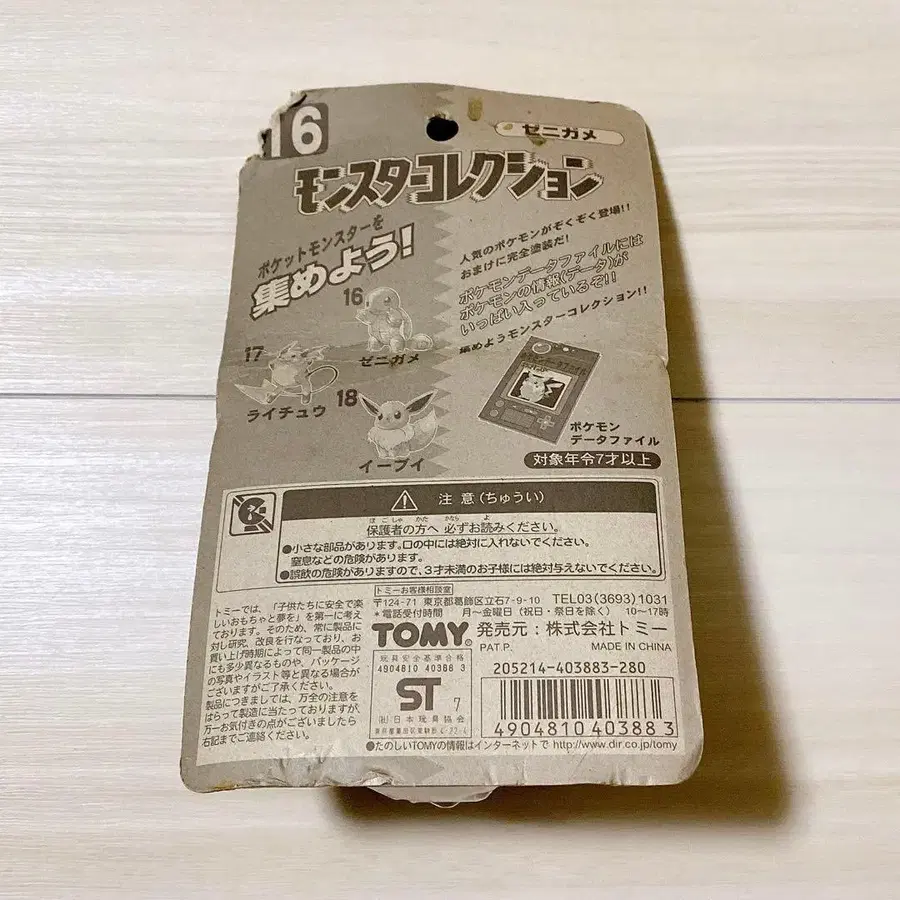 16
ゼニガメ
モンスターコレクション
ポケットモンスターを
集めよう!
人気のポケモンがぞくぞく登場!!
おまけに完全塗装だ!
ポケモンデータファイルには
ポケモンの情報(データ)が
いっぱい入っているぞ!!
集めようモンスターコレクション!!
16
ゼニガメ
17
ライチュウ
18
イーブイ
ポケモン
データファイル
対象年令7才以上
注意(ちゅうい)
ほごしゃ かた かなら よ
保護者の方へ 必ずお読みください。
●小さな部品があります。口の中には絶対に入れないでください。
窒息などの危険があります。
●誤飲の危険がありますので、3才未満のお子様には絶対与えないでください。
トミーでは、「子供たちに安全で楽
しいおもちゃと夢を」を第一に考え
ております。そのため、常に製品に
対し研究、改良を行なっており、お
買い上げ時期によって同一製品の中
にも多少異なるものや、パッケージ
の写真やイラスト等と異なる場合が
ございますがご了承ください。
製品につきましては、万全の注意を
はらって製造に当たっておりますが、
万一お気付きの点がございましたら
右記までご連絡ください。
トミーお客様相談室
〒124-71 東京都葛飾区立石7-9-10 TEL03(3693)1031
*電話受付時間 月〜金曜日(祝日・祭日を除く) 10〜17時
TOMY 発売元:株式会社トミー
PAT.P. MADE IN CHINA
玩具安全基準合格
4904810 40388 3
ST 7
(社)日本玩具協会
205214-403883-280
4904810 403883
●たのしいTOMYの情報はインターネットで http://www.dir.co.jp/tomy